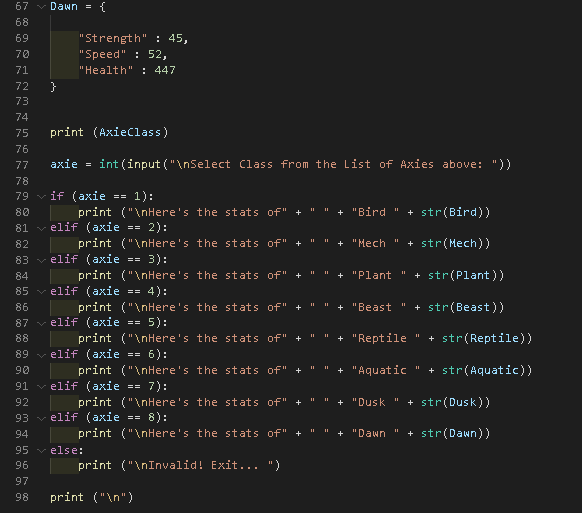 67 Dawn = {
68
69     "Strength" : 45,
70     "Speed" : 52,
71     "Health" : 447
72 }
73
74
75 print (AxieClass)
76
77 axie = int(input("\nSelect Class from the List of Axies above: "))
78
79 if (axie == 1):
80     print ("\nHere's the stats of" + " " + "Bird " + str(Bird))
81 elif (axie == 2):
82     print ("\nHere's the stats of" + " " + "Mech " + str(Mech))
83 elif (axie == 3):
84     print ("\nHere's the stats of" + " " + "Plant " + str(Plant))
85 elif (axie == 4):
86     print ("\nHere's the stats of" + " " + "Beast " + str(Beast))
87 elif (axie == 5):
88     print ("\nHere's the stats of" + " " + "Reptile " + str(Reptile))
89 elif (axie == 6):
90     print ("\nHere's the stats of" + " " + "Aquatic " + str(Aquatic))
91 elif (axie == 7):
92     print ("\nHere's the stats of" + " " + "Dusk " + str(Dusk))
93 elif (axie == 8):
94     print ("\nHere's the stats of" + " " + "Dawn " + str(Dawn))
95 else:
96     print ("\nInvalid! Exit... ")
97
98 print ("\n")